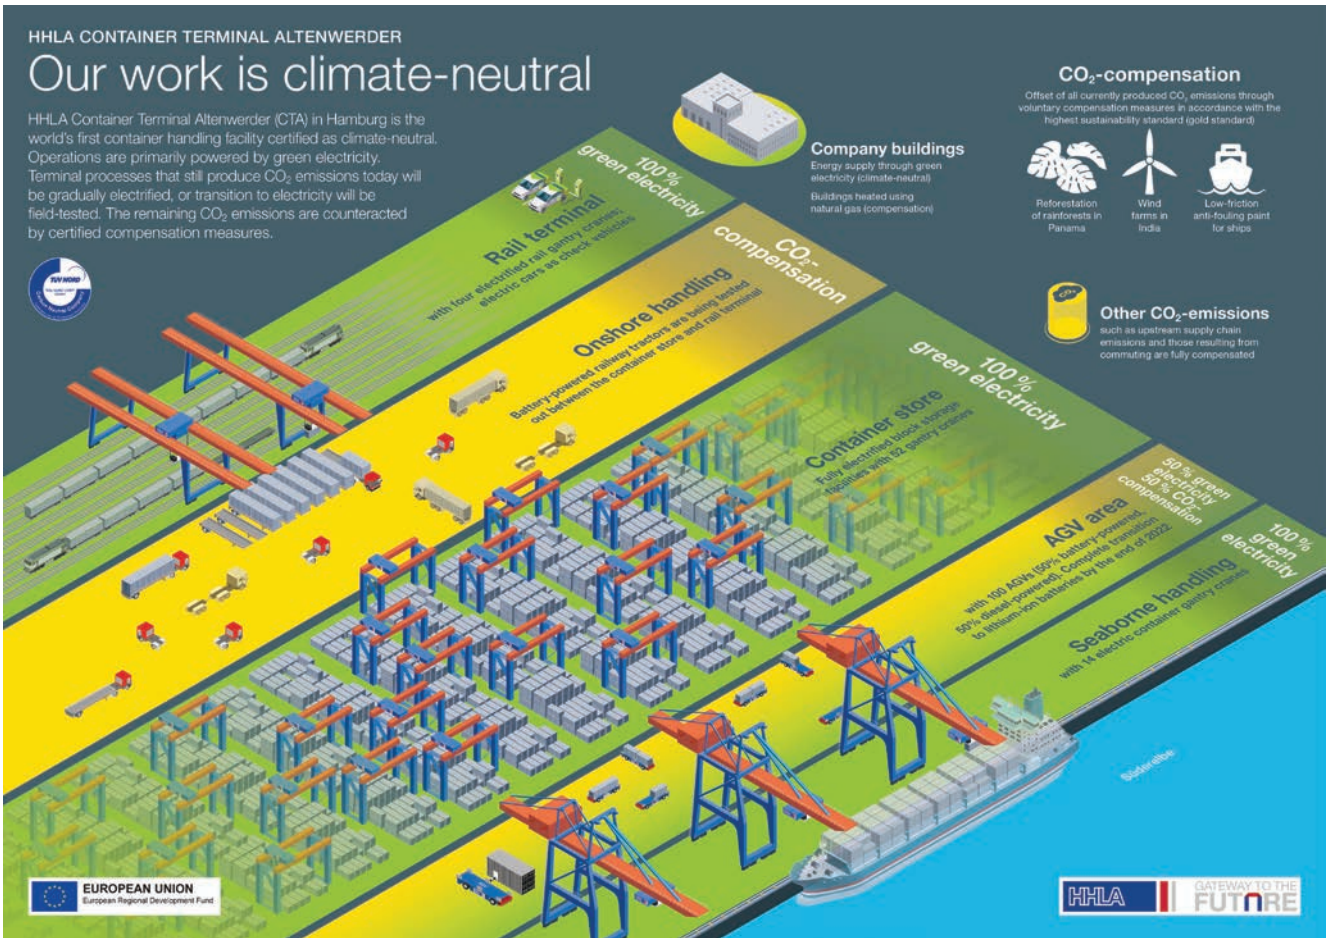 HHLA CONTAINER TERMINAL ALTENWERDER
Our work is climate-neutral
HHLA Container Terminal Altenwerder (CTA) in Hamburg is the
world's first container handling facility certified as climate-neutral.
Operations are primarily powered by green electricity.
Terminal processes that still produce CO₂ emissions today will
be gradually electrified, or transition to electricity will be
field-tested. The remaining CO₂ emissions are counteracted
by certified compensation measures.
TÜV NORD
Company buildings
Energy supply through green
electricity (climate-neutral)
Buildings heated using
natural gas (compensation)
CO₂-compensation
Offset of all currently produced CO₂ emissions through
voluntary compensation measures in accordance with the
highest sustainability standard (gold standard)
Reforestation
of rainforests in
Panama
Wind
farms in
India
Low-friction
anti-fouling paint
for ships
CO₂
Other CO₂-emissions
such as upstream supply chain
emissions and those resulting from
commuting are fully compensated
100%
green electricity
Rail terminal
with four electrified rail gantry cranes;
electric cars as check vehicles
CO₂-
compensation
Onshore handling
Battery-powered railway tractors are being tested
out between the container store and rail terminal
100%
green electricity
Container store
Fully electrified block storage
facilities with 52 gantry cranes
50% green
electricity
50% CO₂-
compensation
AGV area
with 100 AGVs (50% battery-powered,
50% diesel-powered). Complete transition
to lithium-ion batteries by the end of 2022
100%
green
electricity
Seaborne handling
with 14 electric container gantry cranes
Süderelbe
EUROPEAN UNION
European Regional Development Fund
HHLA
GATEWAY TO THE
FUTURE